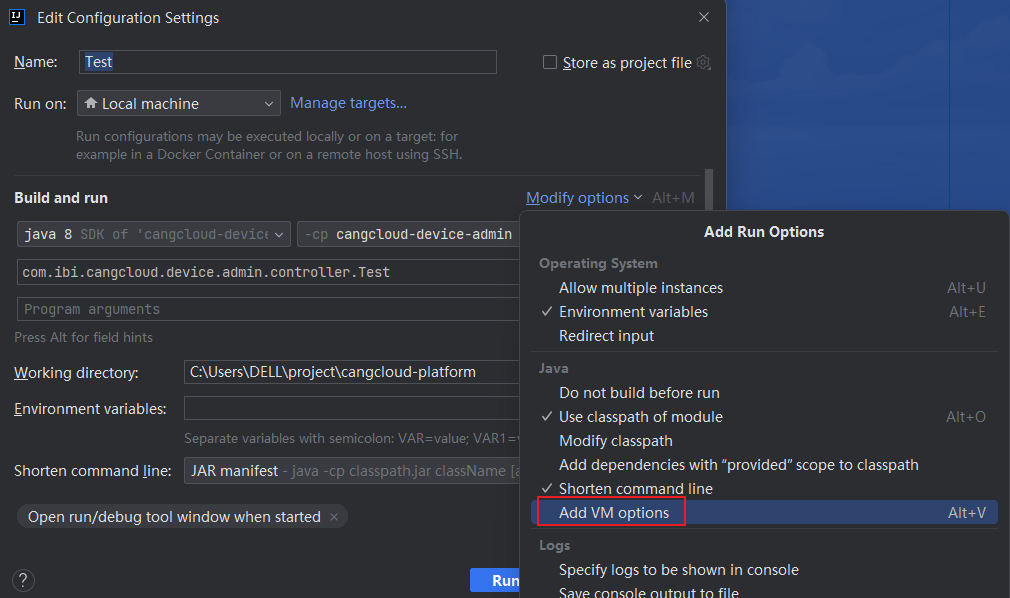 Edit Configuration Settings
Name: Test
Store as project file
Run on: Local machine Manage targets...
Run configurations may be executed locally or on a target: for
example in a Docker Container or on a remote host using SSH.
Build and run
Modify options Alt+M
java 8 SDK of 'cangcloud-device
-cp cangcloud-device-admin
com.ibi.cangcloud.device.admin.controller.Test
Program arguments
Press Alt for field hints
Working directory: C:\Users\DELL\project\cangcloud-platform
Environment variables:
Separate variables with semicolon: VAR=value; VAR1=
Shorten command line: JAR manifest - java -cp classpath.jar className [a
Open run/debug tool window when started
?
Run
Add Run Options
Operating System
Allow multiple instances Alt+U
Environment variables Alt+E
Redirect input
Java
Do not build before run
Use classpath of module Alt+O
Modify classpath
Add dependencies with “provided” scope to classpath
Shorten command line
Add VM options Alt+V
Logs
Specify logs to be shown in console
Save console output to file